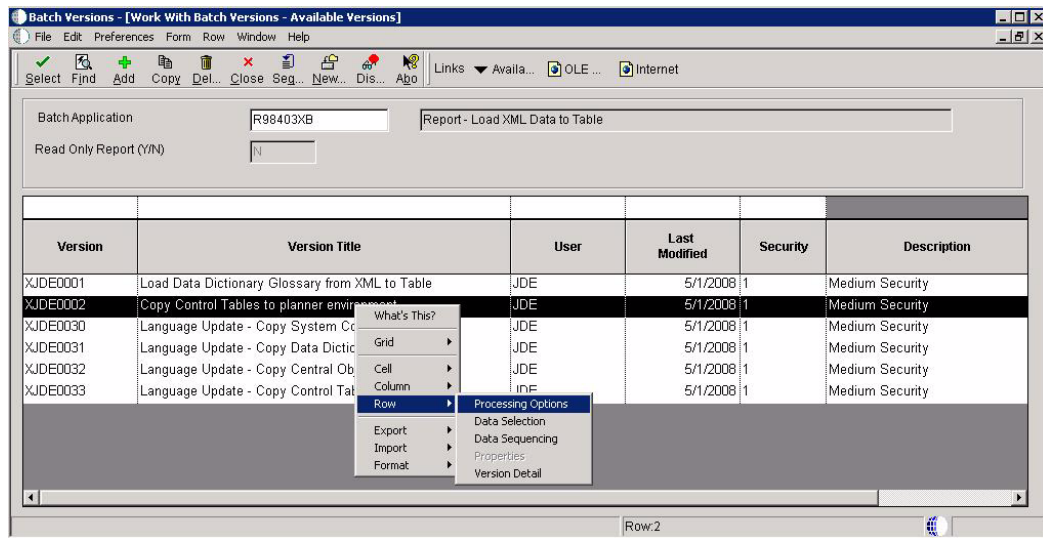 Batch Versions - [Work With Batch Versions - Available Versions]
File Edit Preferences Form Row Window Help
Select Find Add Copy Del... Close Seq... New... Dis... Abo Links Availa... OLE ... Internet
Batch Application R98403XB Report - Load XML Data to Table
Read Only Report (Y/N) N
Version Version Title User Last Modified Security Description
XJDE0001 Load Data Dictionary Glossary from XML to Table JDE 5/1/2008 1 Medium Security
XJDE0002 Copy Control Tables to planner environment JDE 5/1/2008 1 Medium Security
XJDE0030 Language Update - Copy System Co JDE 5/1/2008 1 Medium Security
XJDE0031 Language Update - Copy Data Dictio JDE 5/1/2008 1 Medium Security
XJDE0032 Language Update - Copy Central Ob JDE 5/1/2008 1 Medium Security
XJDE0033 Language Update - Copy Control Tab JDE 5/1/2008 1 Medium Security
What's This?
Grid
Cell
Column
Row
Export
Import
Format
Processing Options
Data Selection
Data Sequencing
Properties
Version Detail
Row:2